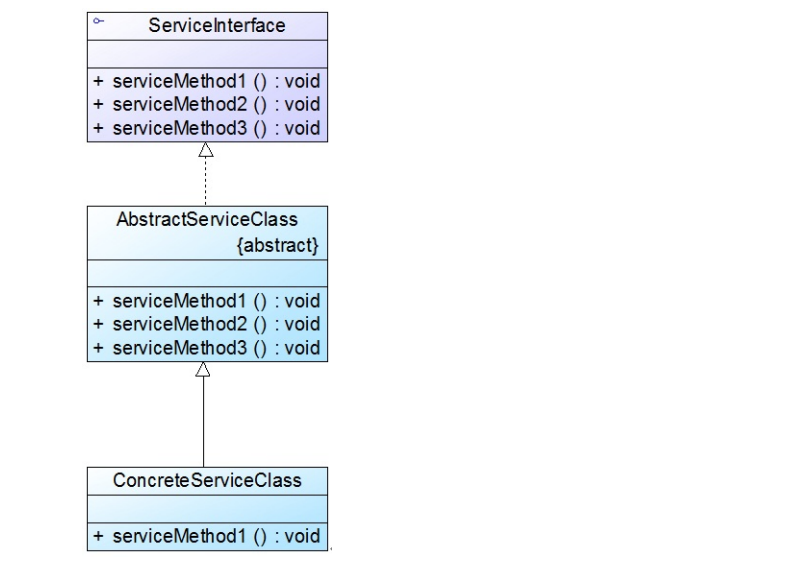 ServiceInterface
+ serviceMethod1 () : void
+ serviceMethod2 () : void
+ serviceMethod3 () : void
AbstractServiceClass
{abstract}
+ serviceMethod1 () : void
+ serviceMethod2 () : void
+ serviceMethod3 () : void
ConcreteServiceClass
+ serviceMethod1 () : void